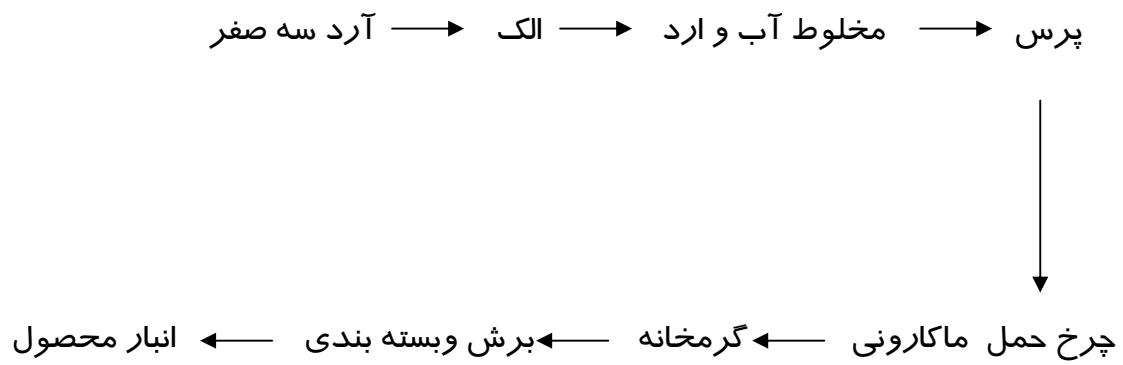 آرد سه صفر → الک → مخلوط آب و ارد → پرس
چرخ حمل ماکارونی ← گرمخانه ← برش وبسته بندی ← انبار محصول